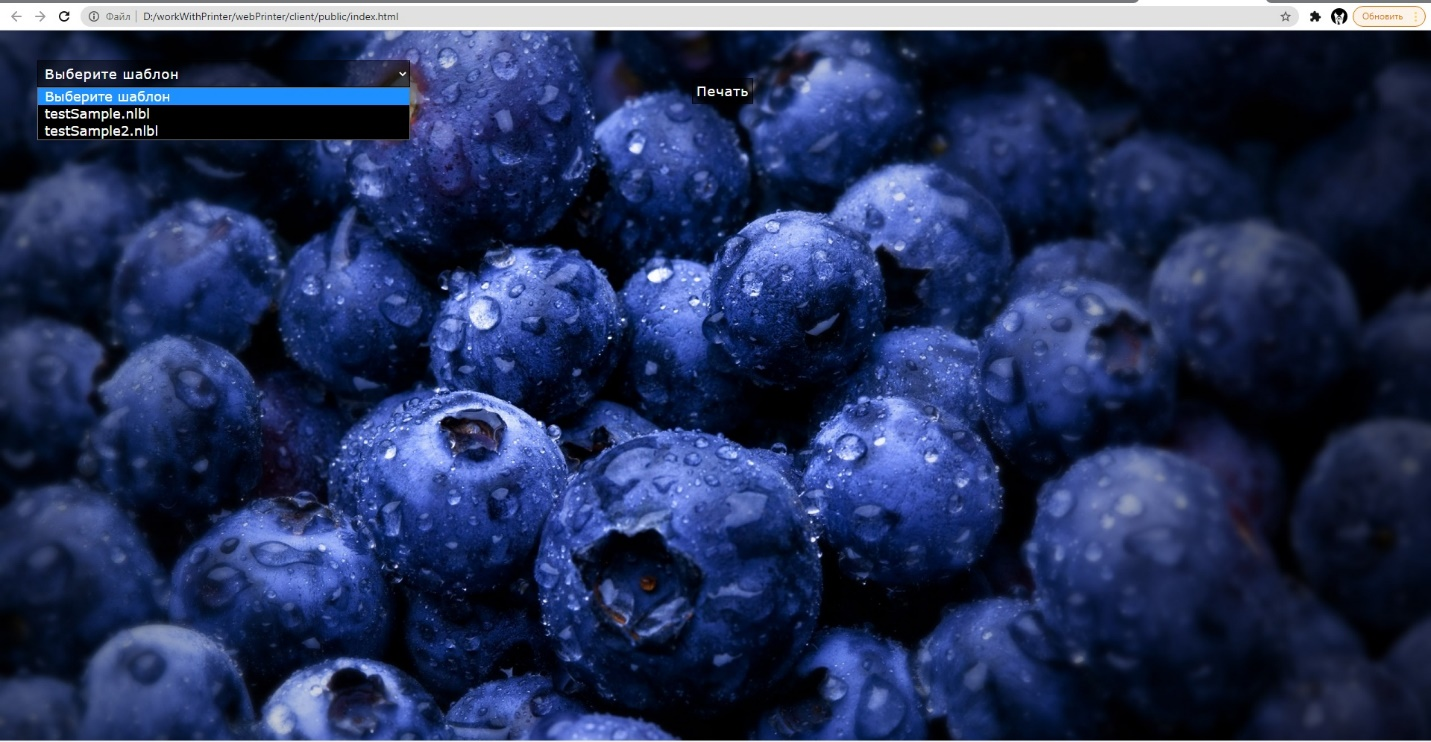 Файл
D:/workWithPrinter/webPrinter/client/public/index.html
Обновить
Выберите шаблон
Выберите шаблон
testSample.nlbl
testSample2.nlbl
Печать